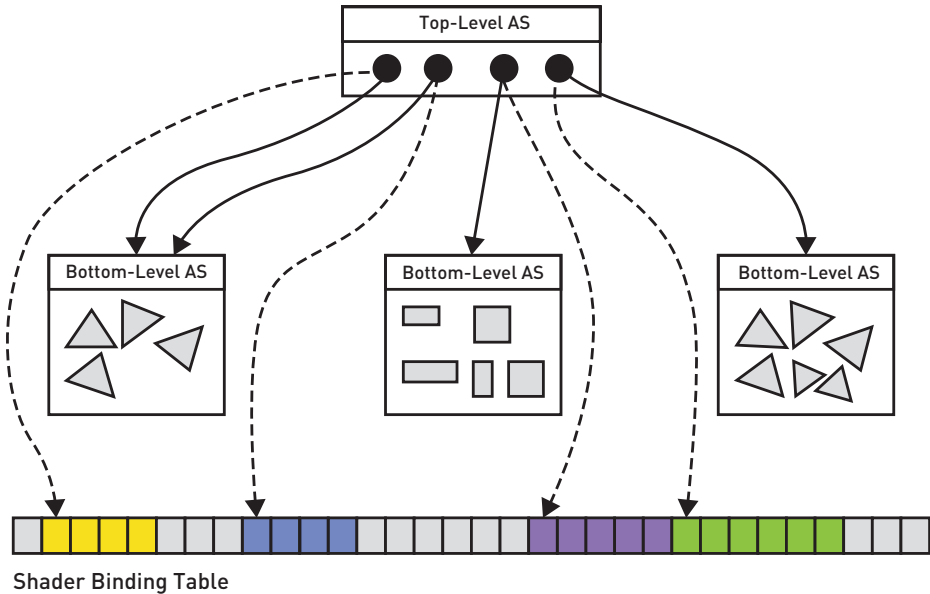 Top-Level AS
Bottom-Level AS
Bottom-Level AS
Bottom-Level AS
Shader Binding Table